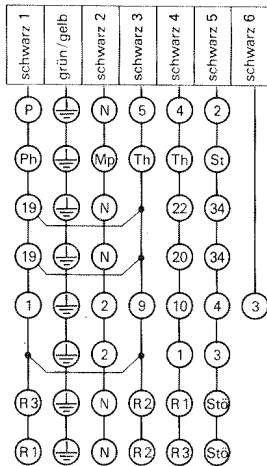 schwarz 1 grün/gelb schwarz 2 schwarz 3 schwarz 4 schwarz 5 schwarz 6
P N 5 4 2
Ph Mp Th Th St
19 N 22 34
19 N 20 34
1 2 9 10 4 3
2 1 3
R3 N R2 R1 Stö
R1 N R2 R3 Stö